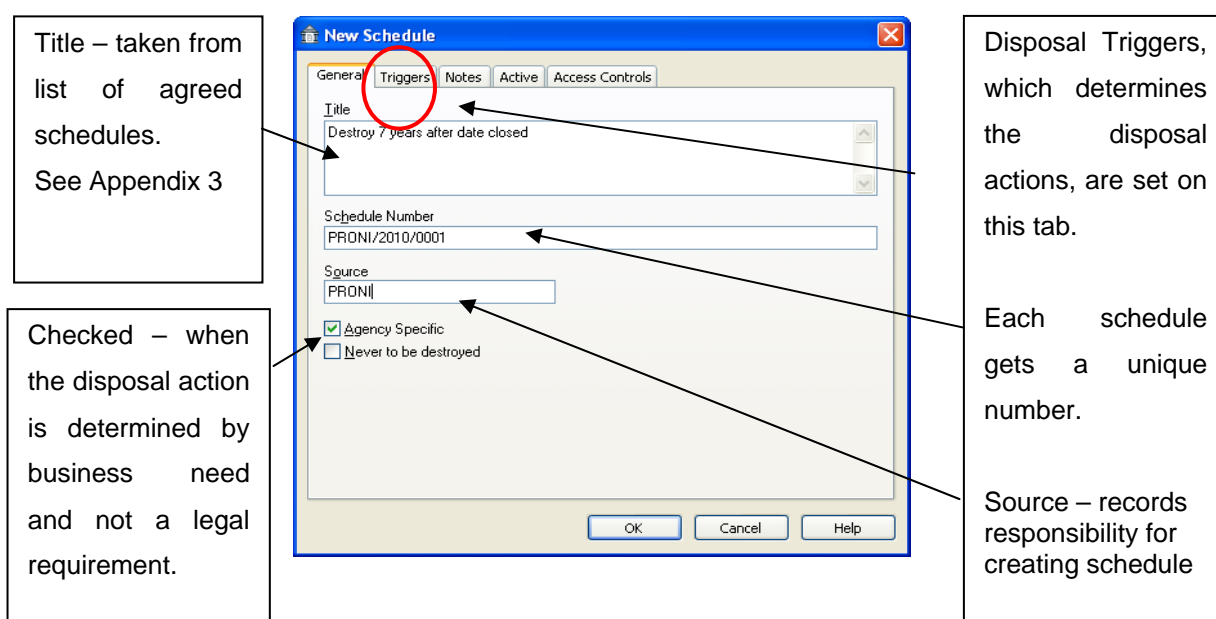 Title – taken from
list of agreed
schedules.
See Appendix 3
Checked – when
the disposal action
is determined by
business need
and not a legal
requirement.
New Schedule
General Triggers Notes Active Access Controls
Title
Destroy 7 years after date closed
Schedule Number
PRONI/2010/0001
Source
PRONI
Agency Specific
Never to be destroyed
OK Cancel Help
Disposal Triggers,
which determines
the disposal
actions, are set on
this tab.
Each schedule
gets a unique
number.
Source – records
responsibility for
creating schedule